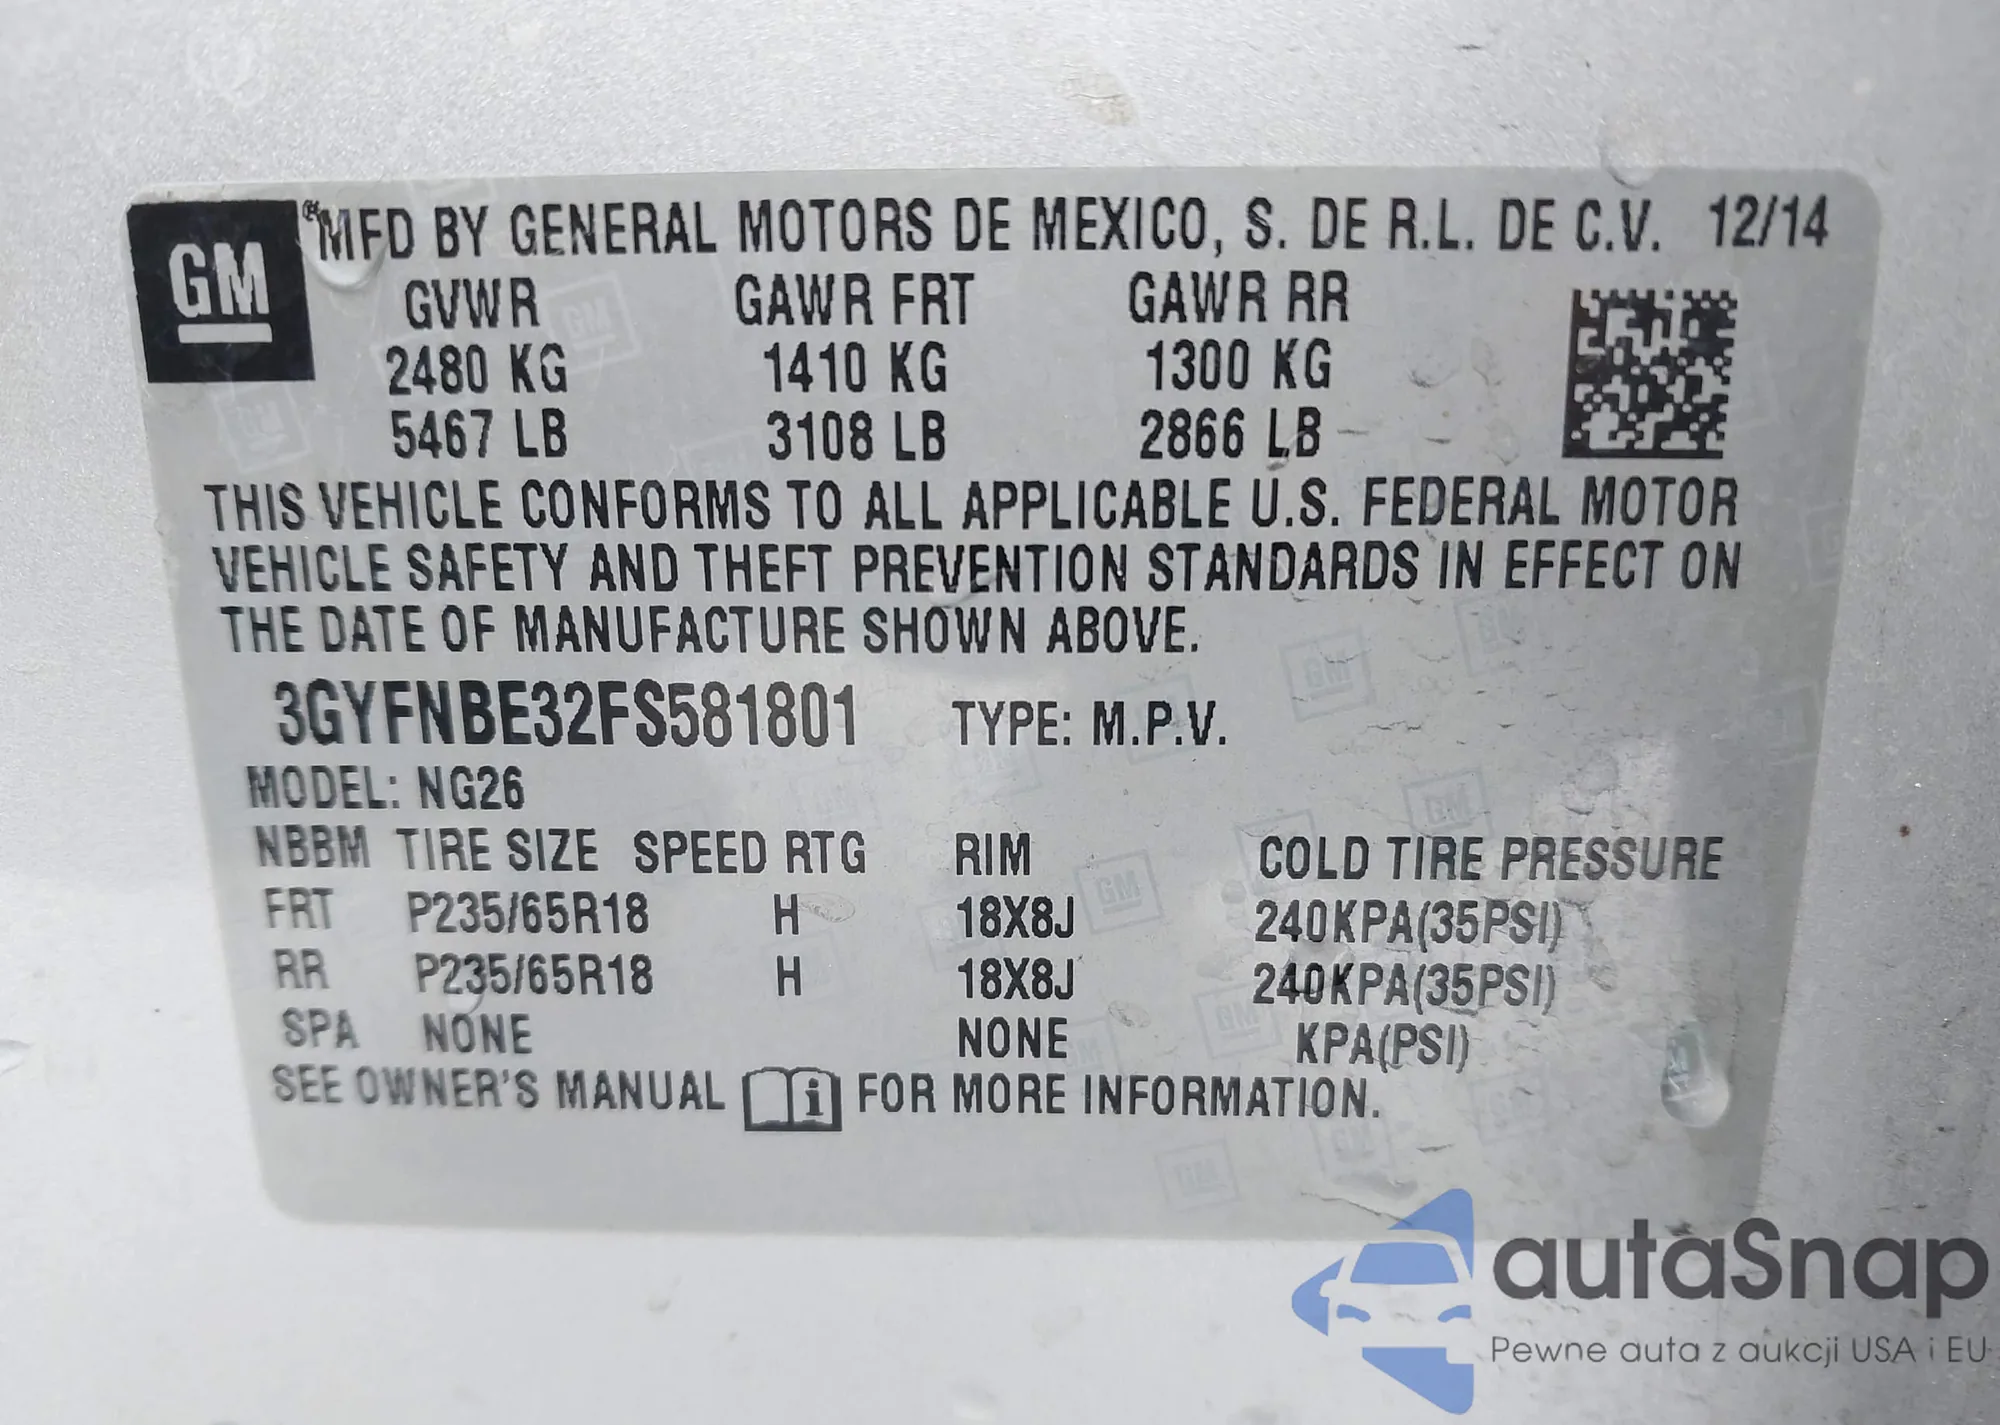 GM
MFD BY GENERAL MOTORS DE MEXICO, S. DE R.L. DE C.V. 12/14
GVWR GAWR FRT GAWR RR
2480 KG 1410 KG 1300 KG
5467 LB 3108 LB 2866 LB
THIS VEHICLE CONFORMS TO ALL APPLICABLE U.S. FEDERAL MOTOR
VEHICLE SAFETY AND THEFT PREVENTION STANDARDS IN EFFECT ON
THE DATE OF MANUFACTURE SHOWN ABOVE.
3GYFNBE32FS581801 TYPE: M.P.V.
MODEL: NG26
NBBM TIRE SIZE SPEED RTG RIM COLD TIRE PRESSURE
FRT P235/65R18 H 18X8J 240KPA(35PSI)
RR P235/65R18 H 18X8J 240KPA(35PSI)
SPA NONE NONE KPA(PSI)
SEE OWNER'S MANUAL i FOR MORE INFORMATION.
autaSnap
Pewne auta z aukcji USA i EU